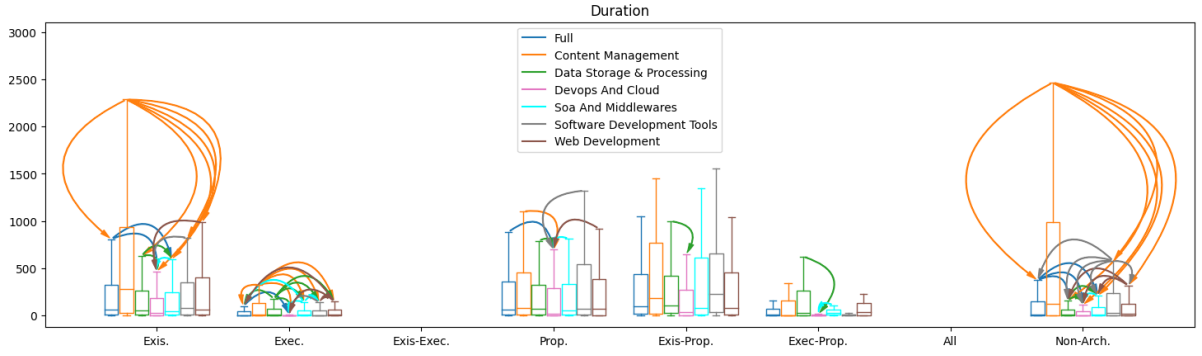 Duration
3000
2500
2000
1500
1000
500
0
Full
Content Management
Data Storage & Processing
Devops And Cloud
Soa And Middlewares
Software Development Tools
Web Development
Exis.
Exec.
Exis-Exec.
Prop.
Exis-Prop.
Exec-Prop.
All
Non-Arch.